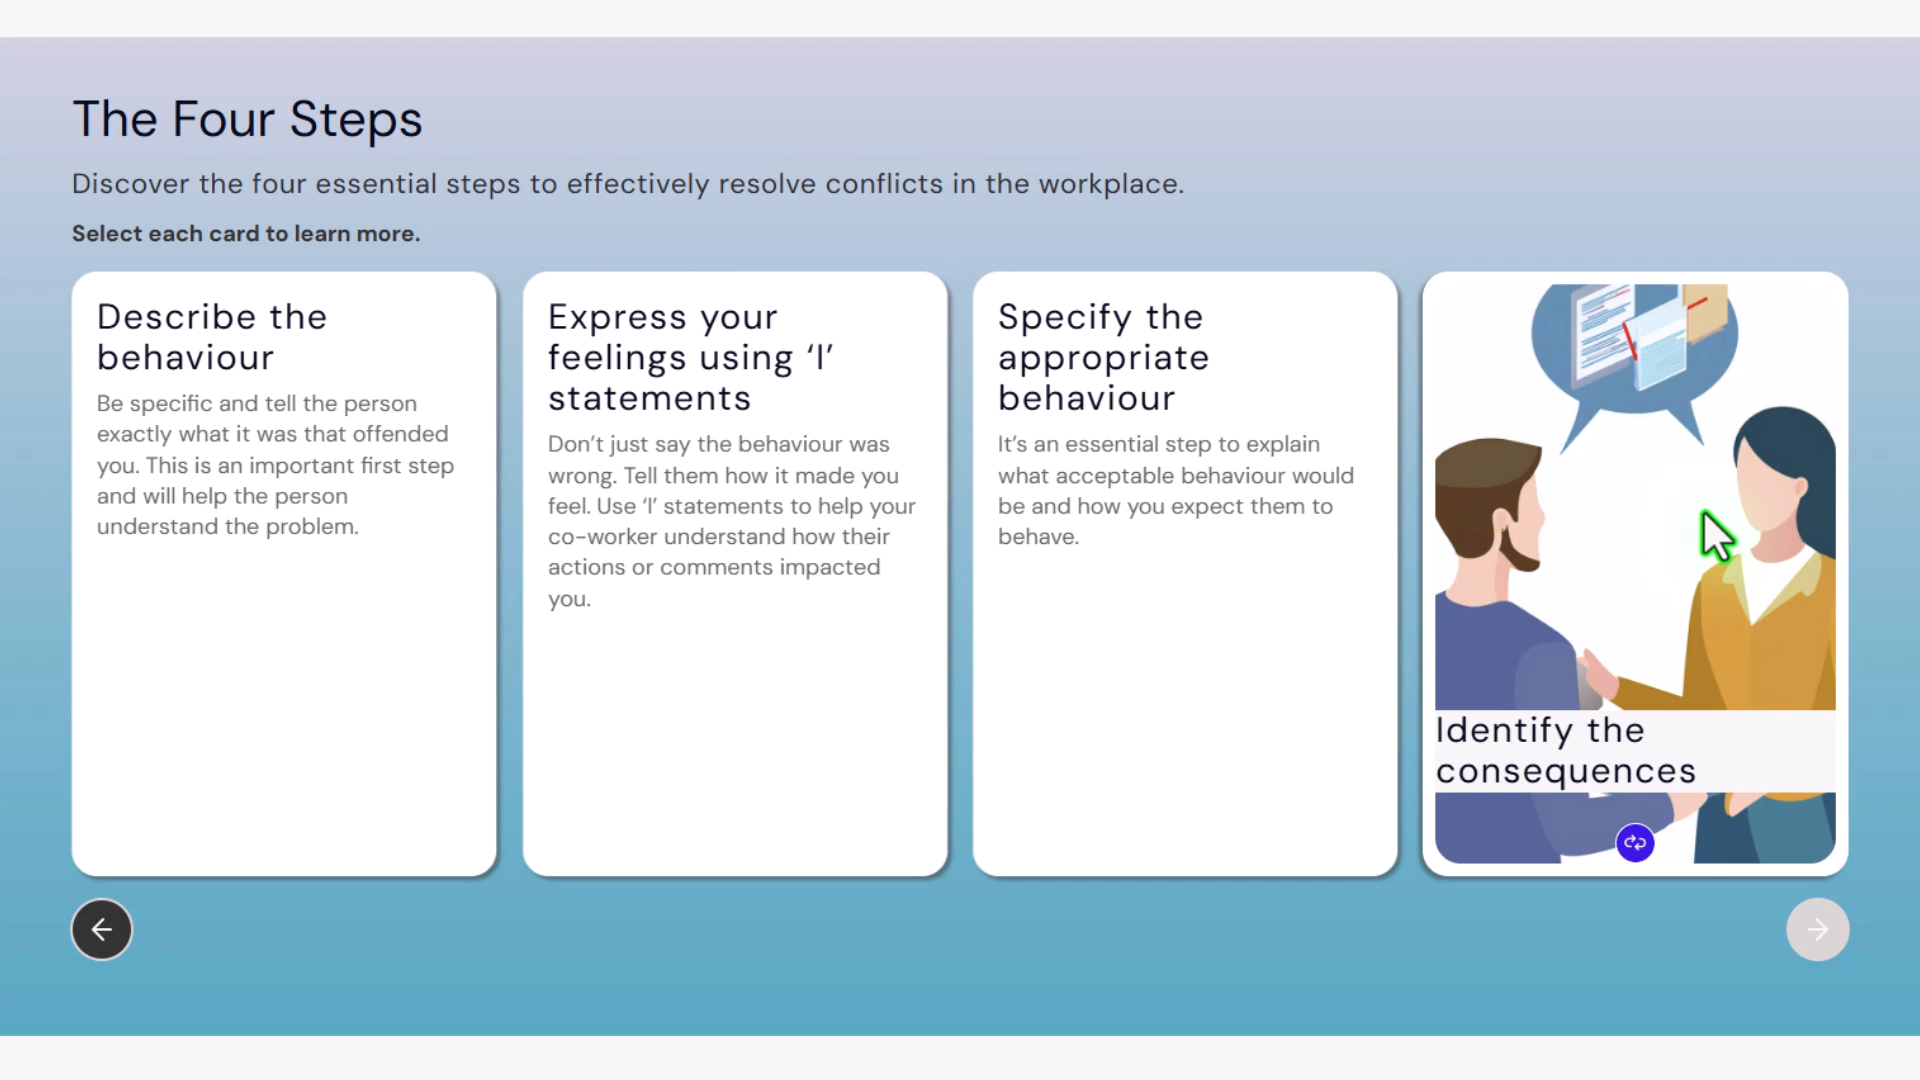 The Four Steps
Discover the four essential steps to effectively resolve conflicts in the workplace.
Select each card to learn more.
Describe the
behaviour
Be specific and tell the person
exactly what it was that offended
you. This is an important first step
and will help the person
understand the problem.
Express your
feelings using ‘I’
statements
Don’t just say the behaviour was
wrong. Tell them how it made you
feel. Use ‘I’ statements to help your
co-worker understand how their
actions or comments impacted
you.
Specify the
appropriate
behaviour
It’s an essential step to explain
what acceptable behaviour would
be and how you expect them to
behave.
Identify the
consequences